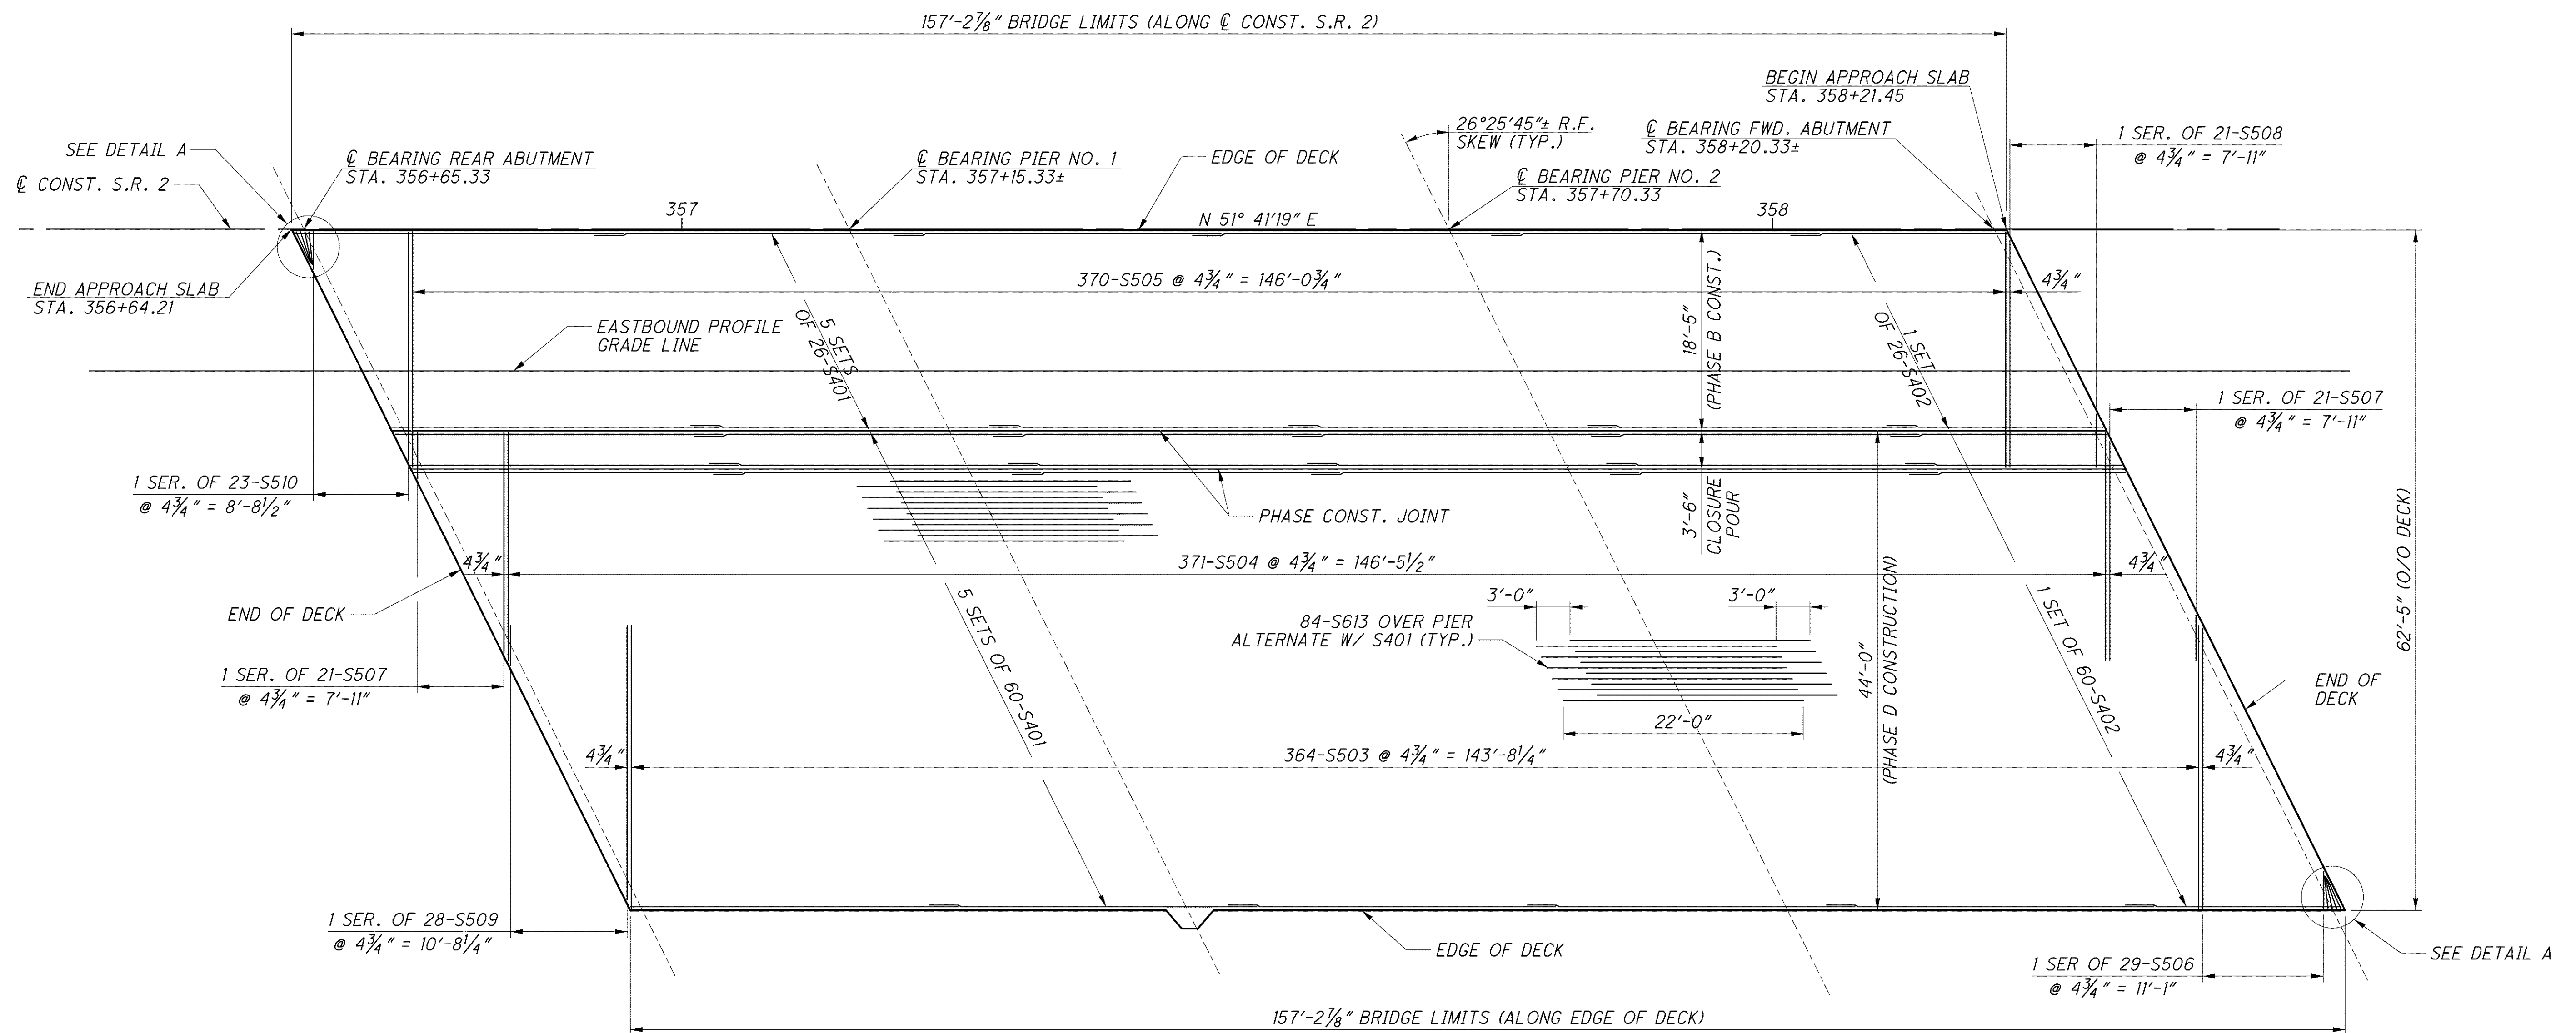 157'-2⅞" BRIDGE LIMITS (ALONG ℄ CONST. S.R. 2)
BEGIN APPROACH SLAB
STA. 358+21.45
SEE DETAIL A
℄ CONST. S.R. 2
℄ BEARING REAR ABUTMENT
STA. 356+65.33
℄ BEARING PIER NO. 1
STA. 357+15.33±
EDGE OF DECK
26°25'45"± R.F.
SKEW (TYP.)
℄ BEARING FWD. ABUTMENT
STA. 358+20.33±
1 SER. OF 21-S508
@ 4¾" = 7'-11"
℄ BEARING PIER NO. 2
STA. 357+70.33
357
N 51° 41'19" E
358
END APPROACH SLAB
STA. 356+64.21
370-S505 @ 4¾" = 146'-0¾"
4¾"
EASTBOUND PROFILE
GRADE LINE
5 SETS
OF 26-S401
18'-5"
(PHASE B CONST.)
1 SET
OF 26-S402
1 SER. OF 21-S507
@ 4¾" = 7'-11"
1 SER. OF 23-S510
@ 4¾" = 8'-8½"
PHASE CONST. JOINT
3'-6"
CLOSURE
POUR
62'-5" (O/O DECK)
4¾"
371-S504 @ 4¾" = 146'-5½"
4¾"
END OF DECK
5 SETS OF 60-S401
3'-0"
3'-0"
84-S613 OVER PIER
ALTERNATE W/ S401 (TYP.)
44'-0"
(PHASE D CONSTRUCTION)
1 SET OF 60-S402
1 SER. OF 21-S507
@ 4¾" = 7'-11"
END OF
DECK
22'-0"
4¾"
364-S503 @ 4¾" = 143'-8¼"
4¾"
1 SER. OF 28-S509
@ 4¾" = 10'-8¼"
EDGE OF DECK
SEE DETAIL A
1 SER OF 29-S506
@ 4¾" = 11'-1"
157'-2⅞" BRIDGE LIMITS (ALONG EDGE OF DECK)